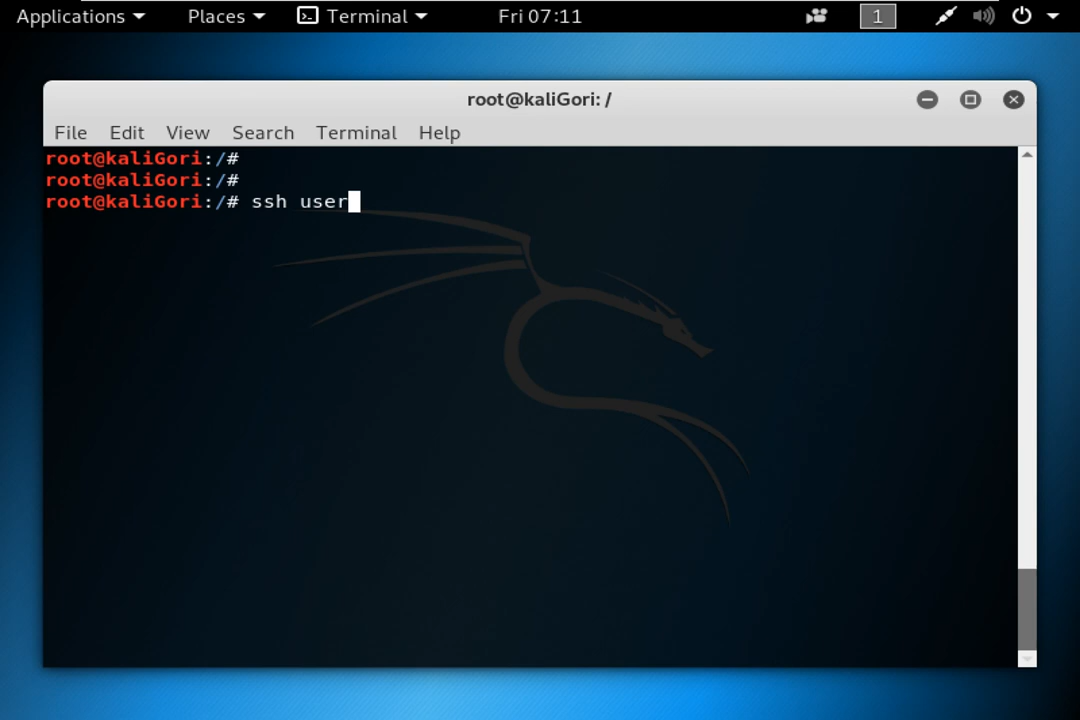 Applications Places Terminal Fri 07:11 1
root@kaliGori: /
File Edit View Search Terminal Help
root@kaliGori:/#
root@kaliGori:/#
root@kaliGori:/# ssh user